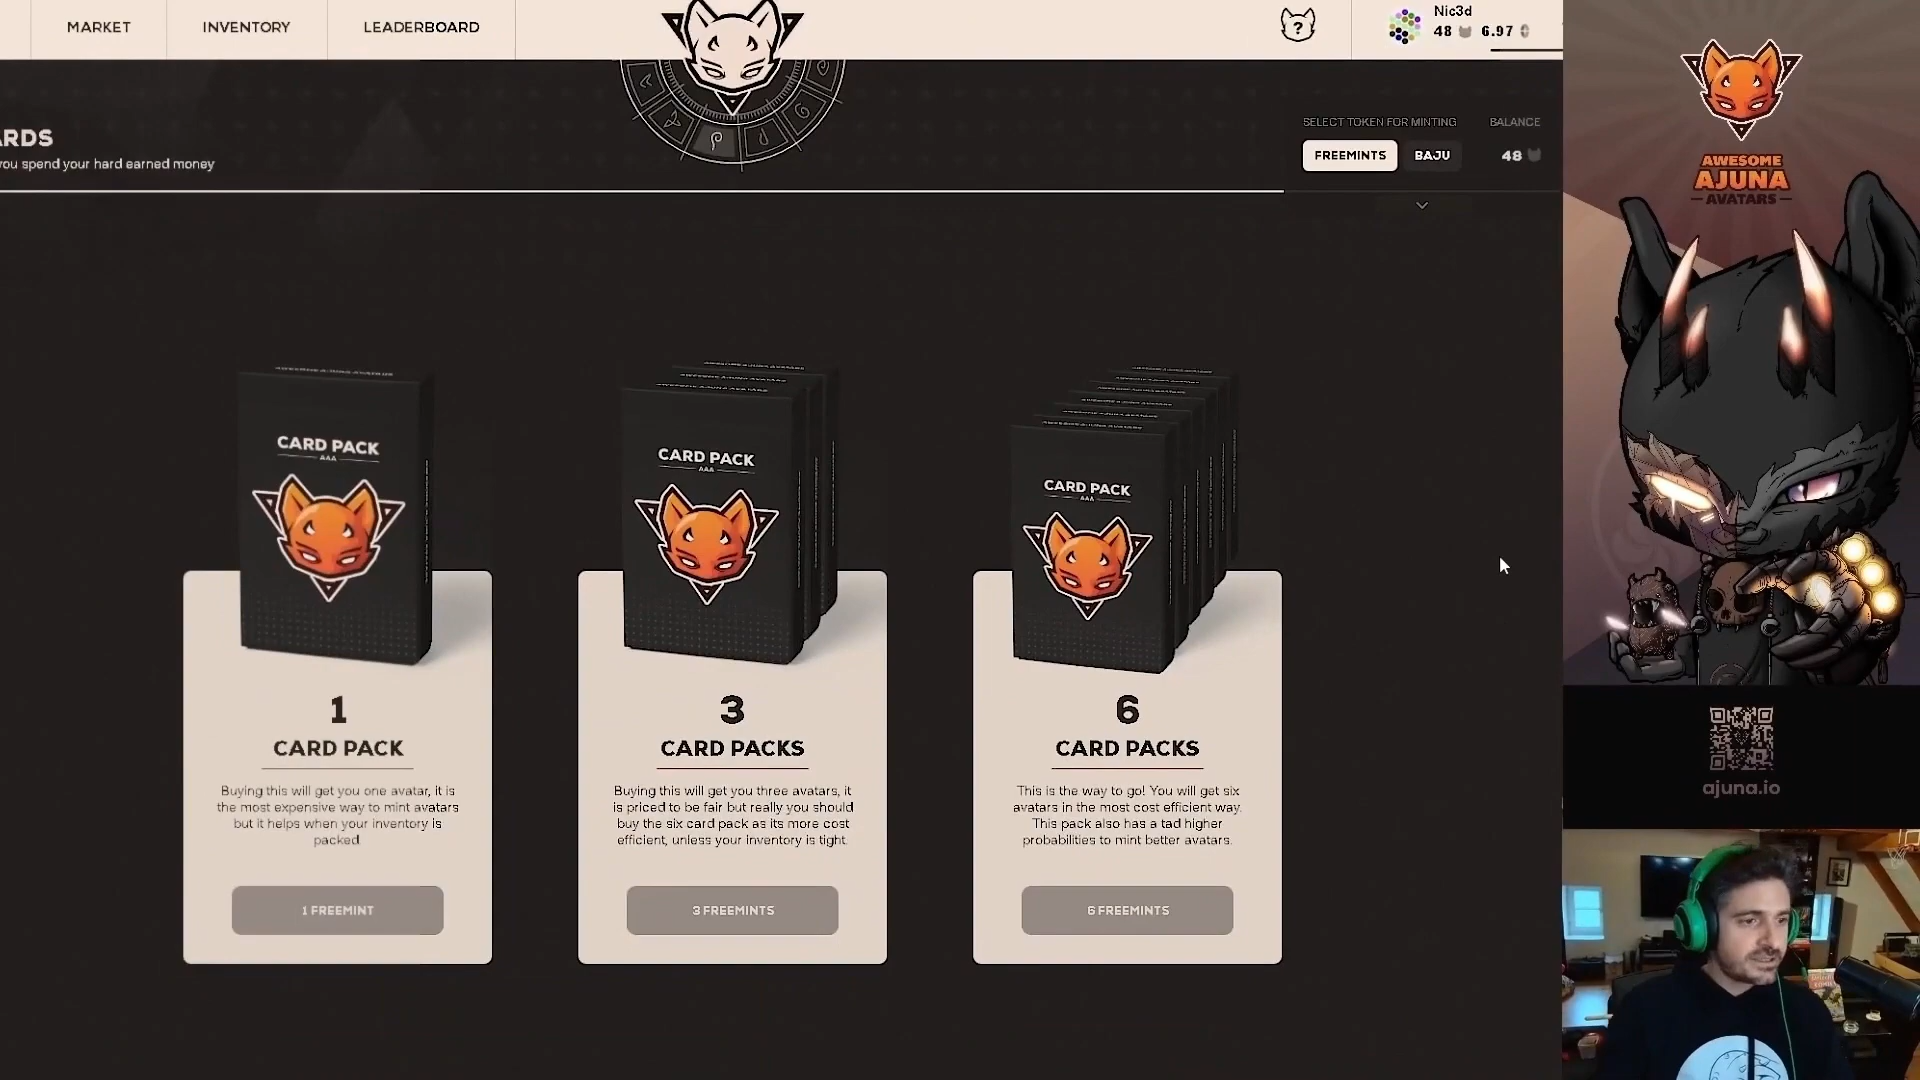 MARKET
INVENTORY
LEADERBOARD
?
Nic3d
48 6.97
ARDS
you spend your hard earned money
SELECT TOKEN FOR MINTING
BALANCE
FREEMINTS
BAJU
48
AWESOME
AJUNA
AVATARS
ajuna.io
CARD PACK
AAA
1
CARD PACK
Buying this will get you one avatar, it is
the most expensive way to mint avatars
but it helps when your inventory is
packed
1 FREEMINT
CARD PACK
AAA
3
CARD PACKS
Buying this will get you three avatars, it
is priced to be fair but really you should
buy the six card pack as its more cost
efficient, unless your inventory is tight.
3 FREEMINTS
CARD PACK
AAA
6
CARD PACKS
This is the way to go! You will get six
avatars in the most cost efficient way.
This pack also has a tad higher
probabilities to mint better avatars.
6 FREEMINTS